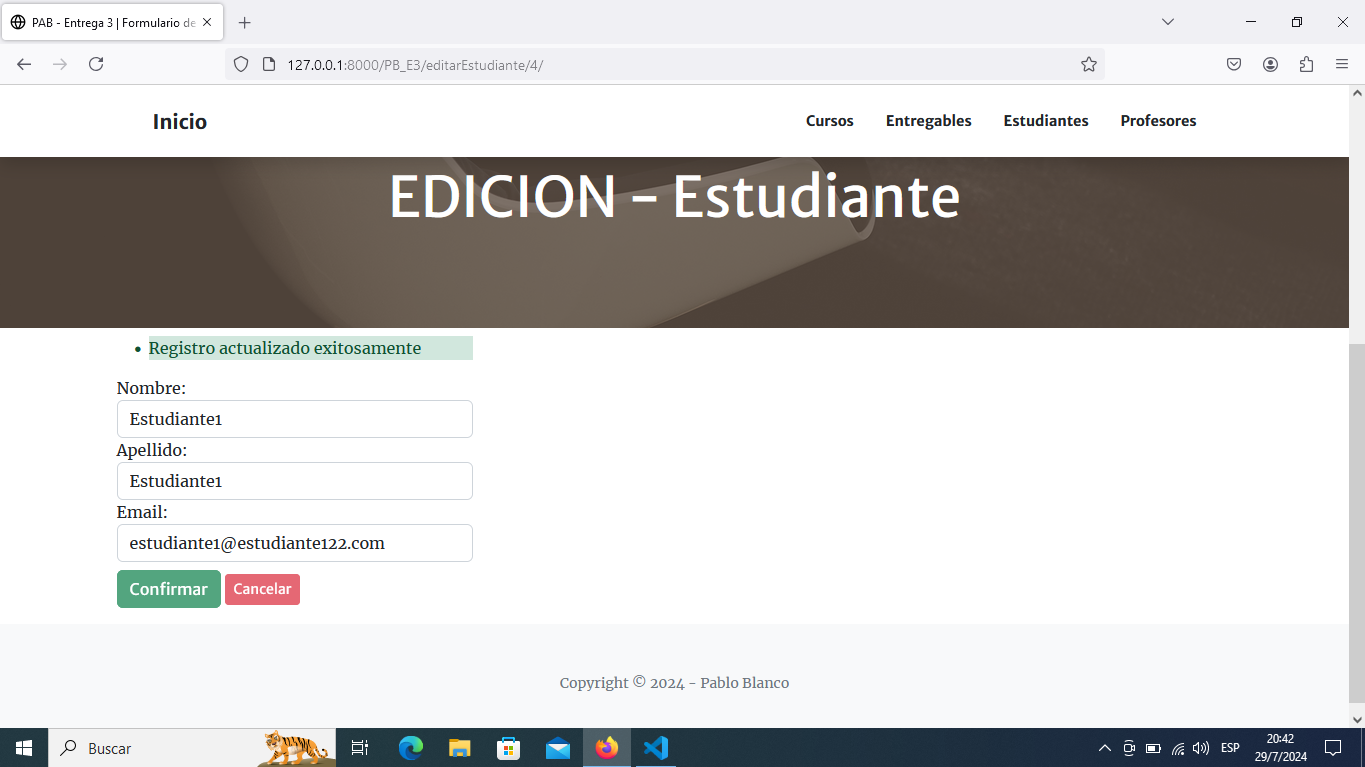 PAB - Entrega 3 | Formulario de
127.0.0.1:8000/PB_E3/editarEstudiante/4/
Inicio
Cursos
Entregables
Estudiantes
Profesores
EDICION - Estudiante
Registro actualizado exitosamente
Nombre:
Estudiante1
Apellido:
Estudiante1
Email:
estudiante1@estudiante122.com
Confirmar
Cancelar
Copyright © 2024 - Pablo Blanco
Buscar
ESP
20:42
29/7/2024